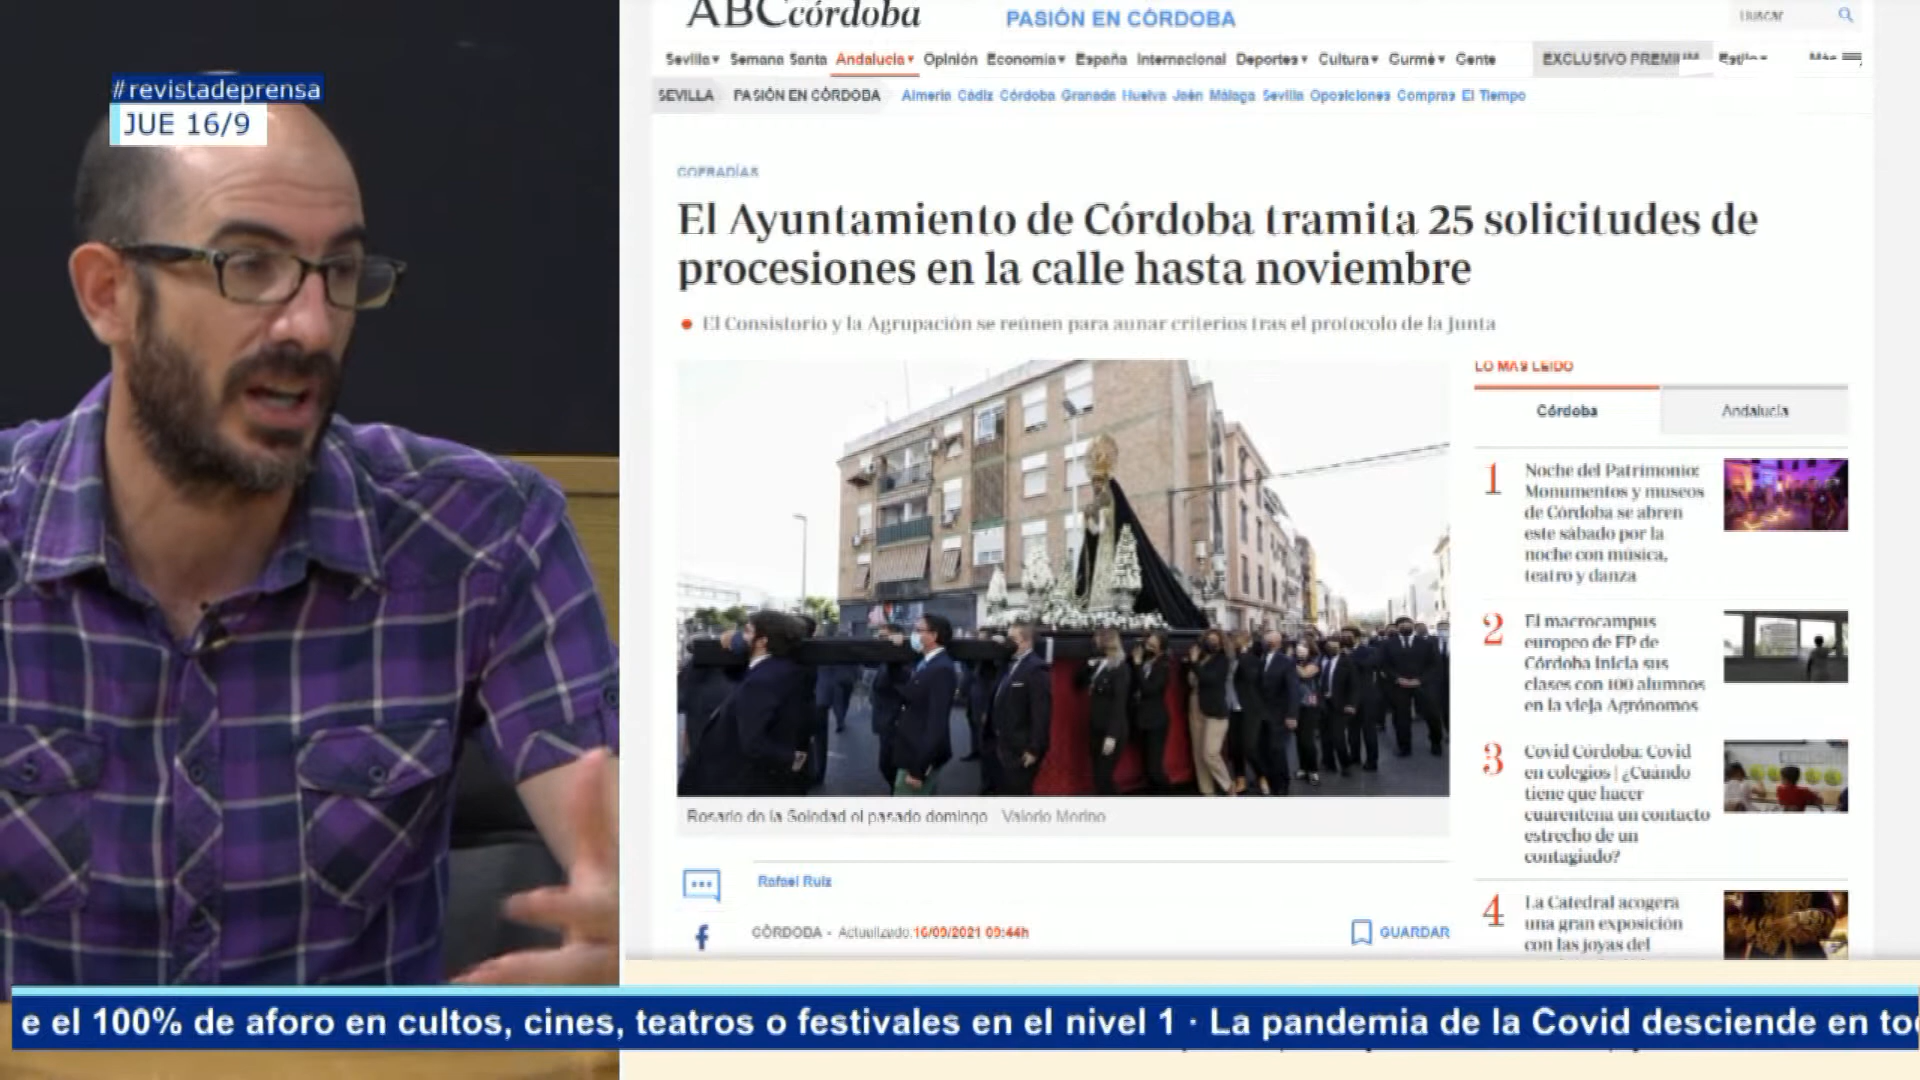 #revistadeprensa
JUE 16/9
ABCcórdoba
PASIÓN EN CÓRDOBA
Buscar
Sevilla Semana Santa Andalucía Opinión Economía España Internacional Deportes Cultura Gurmé Gente EXCLUSIVO PREMIUM Estilo Más
SEVILLA PASIÓN EN CÓRDOBA Almería Cádiz Córdoba Granada Huelva Jaén Málaga Sevilla Oposiciones Compras El Tiempo
COFRADÍAS
El Ayuntamiento de Córdoba tramita 25 solicitudes de
procesiones en la calle hasta noviembre
El Consistorio y la Agrupación se reúnen para aunar criterios tras el protocolo de la Junta
Rosario de la Soledad el pasado domingo Valerio Merino
Rafael Ruiz
CÓRDOBA - Actualizado:16/09/2021 09:44h
GUARDAR
LO MÁS LEÍDO
Córdoba
Andalucía
1
Noche del Patrimonio:
Monumentos y museos
de Córdoba se abren
este sábado por la
noche con música,
teatro y danza
2
El macrocampus
europeo de FP de
Córdoba inicia sus
clases con 100 alumnos
en la vieja Agrónomos
3
Covid Córdoba: Covid
en colegios | ¿Cuándo
tiene que hacer
cuarentena un contacto
estrecho de un
contagiado?
4
La Catedral acogerá
una gran exposición
con las joyas del
e el 100% de aforo en cultos, cines, teatros o festivales en el nivel 1 · La pandemia de la Covid desciende en to